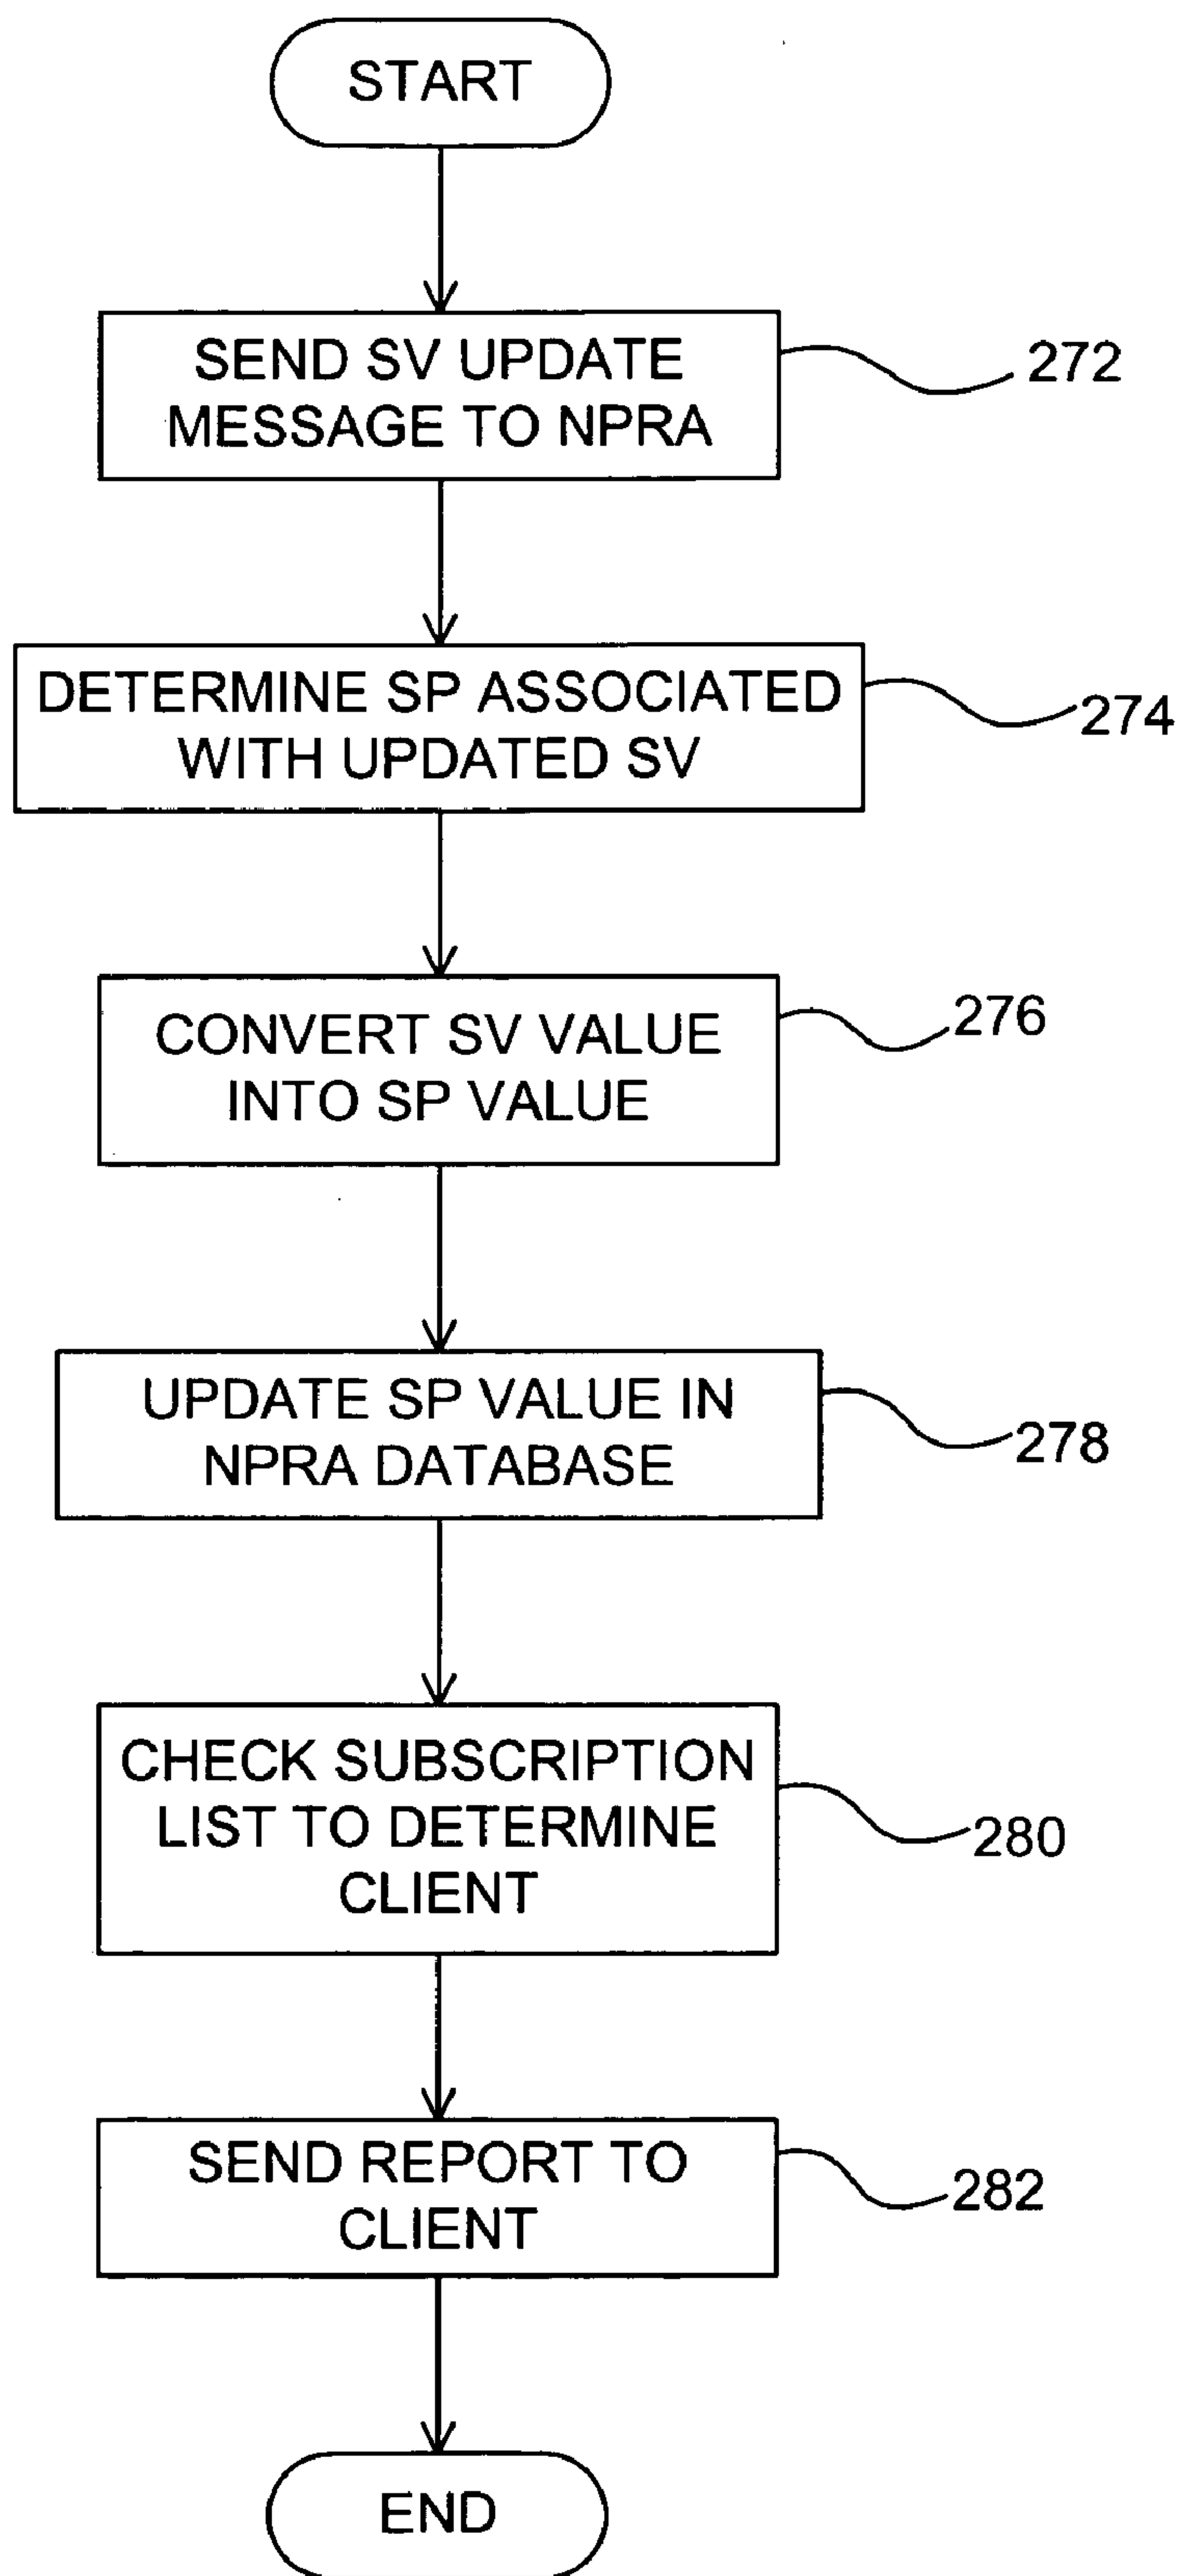 START
SEND SV UPDATE
MESSAGE TO NPRA
272
DETERMINE SP ASSOCIATED
WITH UPDATED SV
274
CONVERT SV VALUE
INTO SP VALUE
276
UPDATE SP VALUE IN
NPRA DATABASE
278
CHECK SUBSCRIPTION
LIST TO DETERMINE
CLIENT
280
SEND REPORT TO
CLIENT
282
END